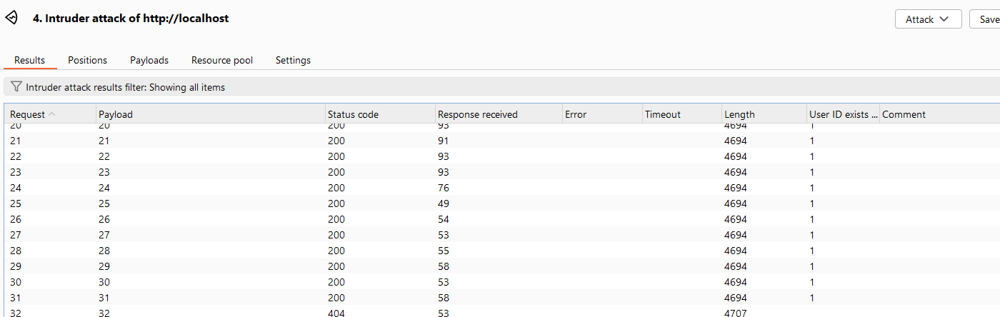 4. Intruder attack of http://localhost
Attack
Save
Results Positions Payloads Resource pool Settings
Intruder attack results filter: Showing all items
Request Payload Status code Response received Error Timeout Length User ID exists ... Comment
20 20 200 93 4694 1
21 21 200 91 4694 1
22 22 200 93 4694 1
23 23 200 93 4694 1
24 24 200 76 4694 1
25 25 200 49 4694 1
26 26 200 54 4694 1
27 27 200 53 4694 1
28 28 200 55 4694 1
29 29 200 58 4694 1
30 30 200 53 4694 1
31 31 200 58 4694 1
32 32 404 53 4707